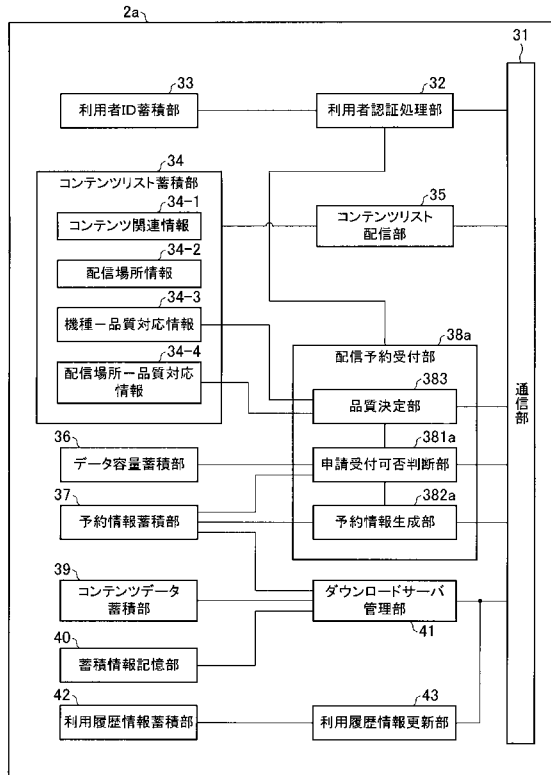 2a
31
33
利用者ID蓄積部
32
利用者認証処理部
34
コンテンツリスト蓄積部
34-1
コンテンツ関連情報
34-2
配信場所情報
34-3
機種－品質対応情報
34-4
配信場所－品質対応
情報
35
コンテンツリスト
配信部
38a
配信予約受付部
383
品質決定部
381a
申請受付可否判断部
382a
予約情報生成部
通信部
36
データ容量蓄積部
37
予約情報蓄積部
39
コンテンツデータ
蓄積部
ダウンロードサーバ
管理部
41
40
蓄積情報記憶部
42
利用履歴情報蓄積部
43
利用履歴情報更新部